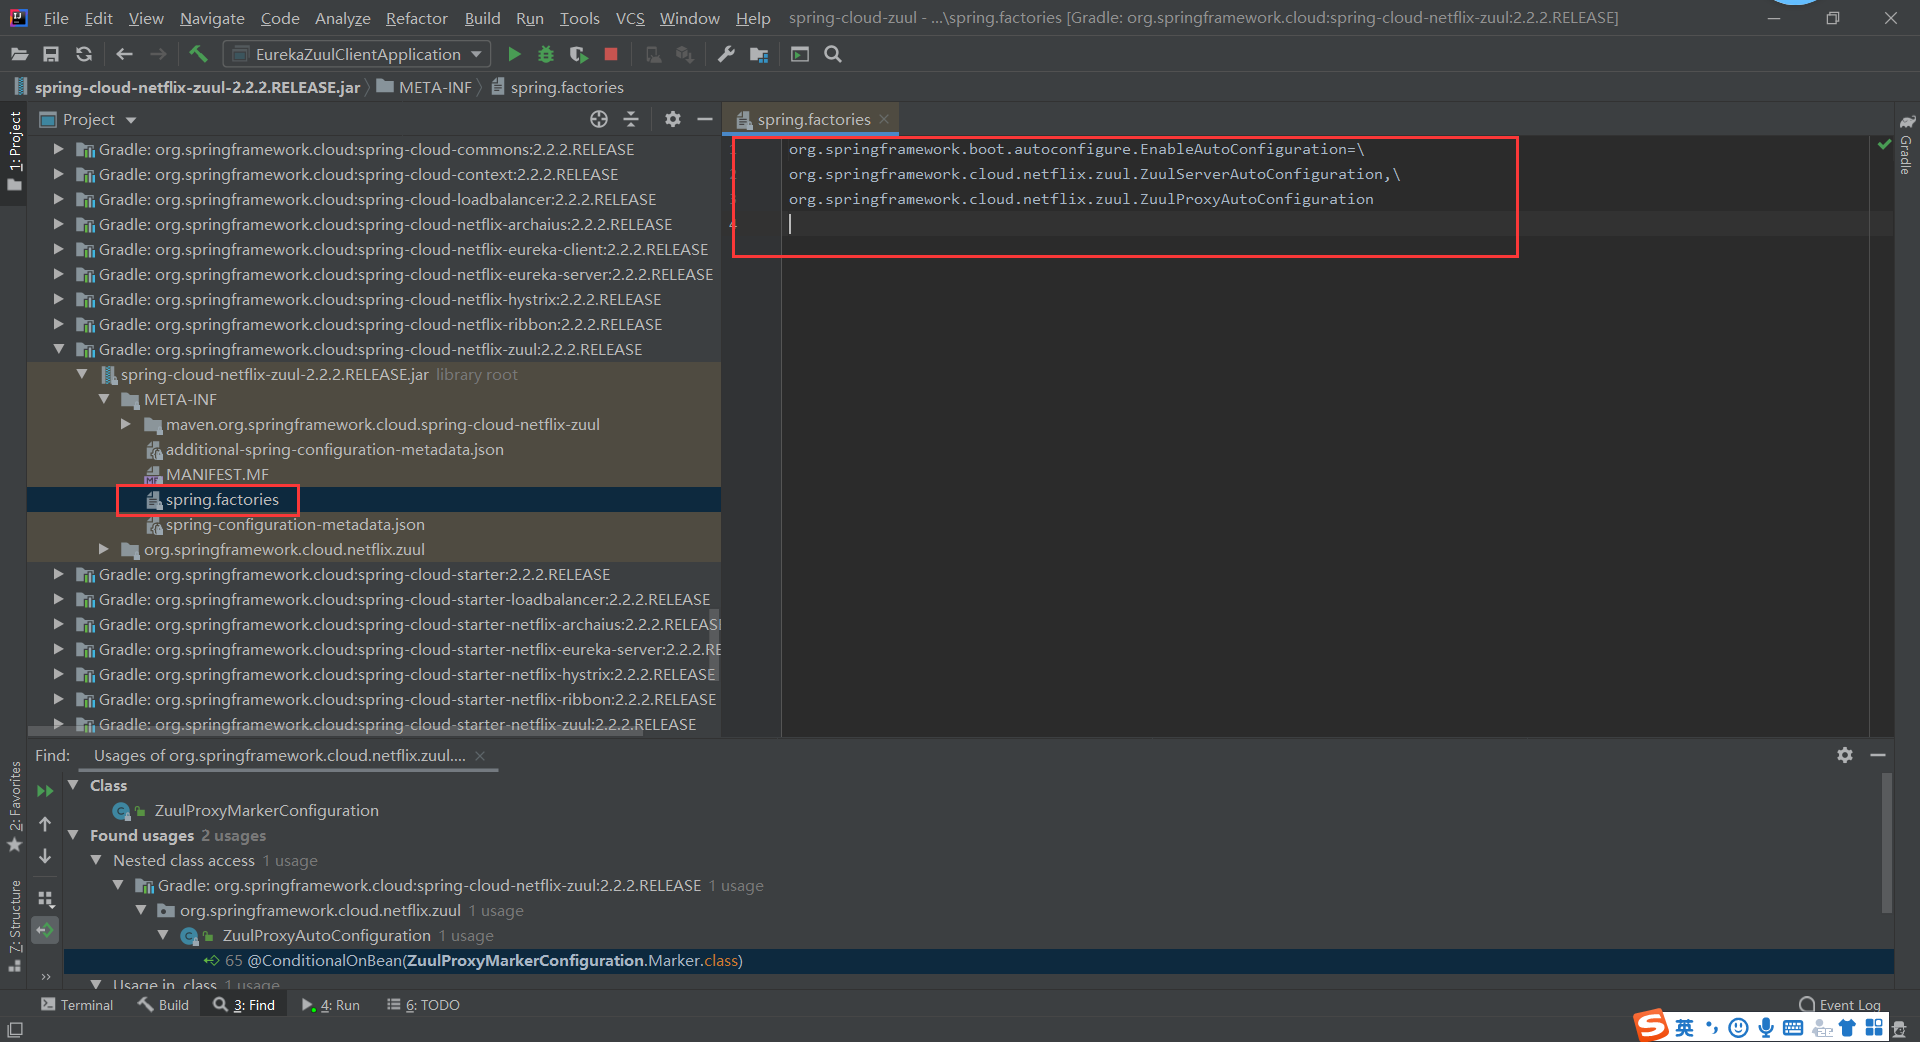 File Edit View Navigate Code Analyze Refactor Build Run Tools VCS Window Help spring-cloud-zuul - ...\spring.factories [Gradle: org.springframework.cloud:spring-cloud-netflix-zuul:2.2.2.RELEASE]
EurekaZuulClientApplication
spring-cloud-netflix-zuul-2.2.2.RELEASE.jar META-INF spring.factories
1: Project
Project
Gradle: org.springframework.cloud:spring-cloud-commons:2.2.2.RELEASE
Gradle: org.springframework.cloud:spring-cloud-context:2.2.2.RELEASE
Gradle: org.springframework.cloud:spring-cloud-loadbalancer:2.2.2.RELEASE
Gradle: org.springframework.cloud:spring-cloud-netflix-archaius:2.2.2.RELEASE
Gradle: org.springframework.cloud:spring-cloud-netflix-eureka-client:2.2.2.RELEASE
Gradle: org.springframework.cloud:spring-cloud-netflix-eureka-server:2.2.2.RELEASE
Gradle: org.springframework.cloud:spring-cloud-netflix-hystrix:2.2.2.RELEASE
Gradle: org.springframework.cloud:spring-cloud-netflix-ribbon:2.2.2.RELEASE
Gradle: org.springframework.cloud:spring-cloud-netflix-zuul:2.2.2.RELEASE
spring-cloud-netflix-zuul-2.2.2.RELEASE.jar library root
META-INF
maven.org.springframework.cloud.spring-cloud-netflix-zuul
additional-spring-configuration-metadata.json
MANIFEST.MF
spring.factories
spring-configuration-metadata.json
org.springframework.cloud.netflix.zuul
Gradle: org.springframework.cloud:spring-cloud-starter:2.2.2.RELEASE
Gradle: org.springframework.cloud:spring-cloud-starter-loadbalancer:2.2.2.RELEASE
Gradle: org.springframework.cloud:spring-cloud-starter-netflix-archaius:2.2.2.RELEAS
Gradle: org.springframework.cloud:spring-cloud-starter-netflix-eureka-server:2.2.2.RE
Gradle: org.springframework.cloud:spring-cloud-starter-netflix-hystrix:2.2.2.RELEASE
Gradle: org.springframework.cloud:spring-cloud-starter-netflix-ribbon:2.2.2.RELEASE
Gradle: org.springframework.cloud:spring-cloud-starter-netflix-zuul:2.2.2.RELEASE
spring.factories
org.springframework.boot.autoconfigure.EnableAutoConfiguration=\
org.springframework.cloud.netflix.zuul.ZuulServerAutoConfiguration,\
org.springframework.cloud.netflix.zuul.ZuulProxyAutoConfiguration
4
Gradle
Find: Usages of org.springframework.cloud.netflix.zuul....
2: Favorites
7: Structure
Class
ZuulProxyMarkerConfiguration
Found usages 2 usages
Nested class access 1 usage
Gradle: org.springframework.cloud:spring-cloud-netflix-zuul:2.2.2.RELEASE 1 usage
org.springframework.cloud.netflix.zuul 1 usage
ZuulProxyAutoConfiguration 1 usage
65 @ConditionalOnBean(ZuulProxyMarkerConfiguration.Marker.class)
Usage in .class 1 usage
Terminal Build 3: Find 4: Run 6: TODO Event Log
英